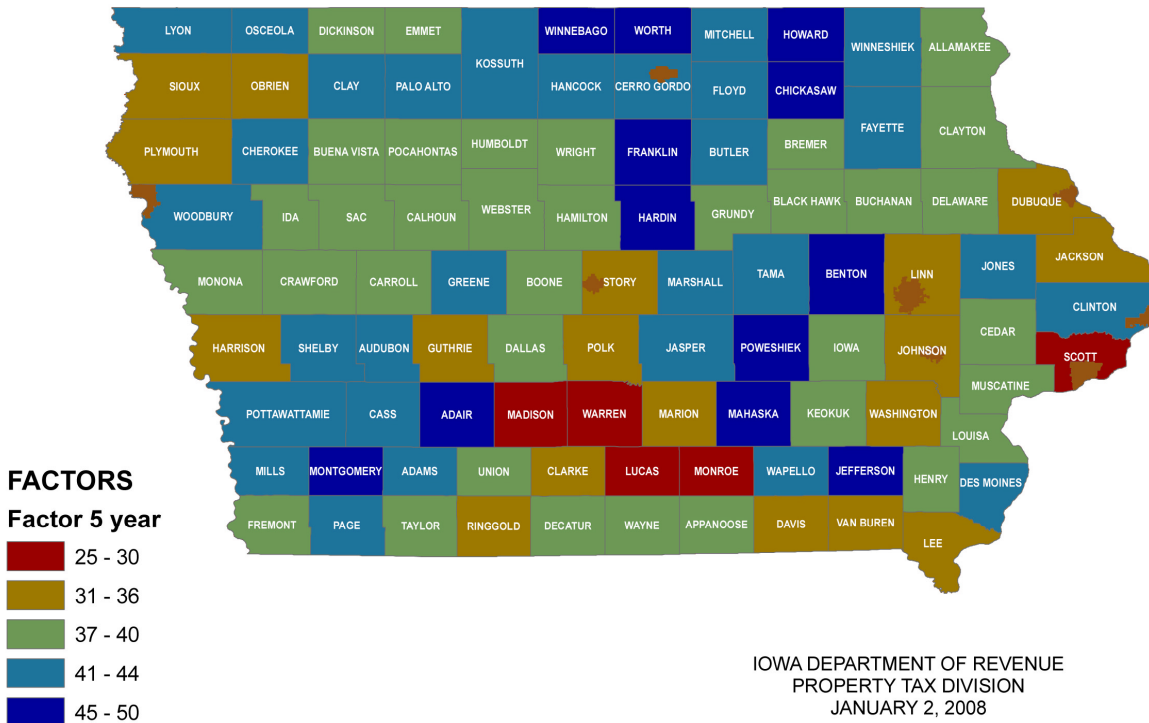 LYON
OSCEOLA
DICKINSON
EMMET
WINNEBAGO
WORTH
MITCHELL
HOWARD
WINNESHIEK
ALLAMAKEE
KOSSUTH
SIOUX
OBRIEN
CLAY
PALO ALTO
HANCOCK
CERRO GORDO
FLOYD
CHICKASAW
FAYETTE
CLAYTON
PLYMOUTH
CHEROKEE
BUENA VISTA
POCAHONTAS
HUMBOLDT
WRIGHT
FRANKLIN
BUTLER
BREMER
WOODBURY
IDA
SAC
CALHOUN
WEBSTER
HAMILTON
HARDIN
GRUNDY
BLACK HAWK
BUCHANAN
DELAWARE
DUBUQUE
MONONA
CRAWFORD
CARROLL
GREENE
BOONE
STORY
MARSHALL
TAMA
BENTON
LINN
JONES
JACKSON
CLINTON
HARRISON
SHELBY
AUDUBON
GUTHRIE
DALLAS
POLK
JASPER
POWESHIEK
IOWA
JOHNSON
CEDAR
SCOTT
MUSCATINE
POTTAWATTAMIE
CASS
ADAIR
MADISON
WARREN
MARION
MAHASKA
KEOKUK
WASHINGTON
LOUISA
MILLS
MONTGOMERY
ADAMS
UNION
CLARKE
LUCAS
MONROE
WAPELLO
JEFFERSON
HENRY
DES MOINES
FREMONT
PAGE
TAYLOR
RINGGOLD
DECATUR
WAYNE
APPANOOSE
DAVIS
VAN BUREN
LEE
FACTORS
Factor 5 year
25 - 30
31 - 36
37 - 40
41 - 44
45 - 50
IOWA DEPARTMENT OF REVENUE
PROPERTY TAX DIVISION
JANUARY 2, 2008